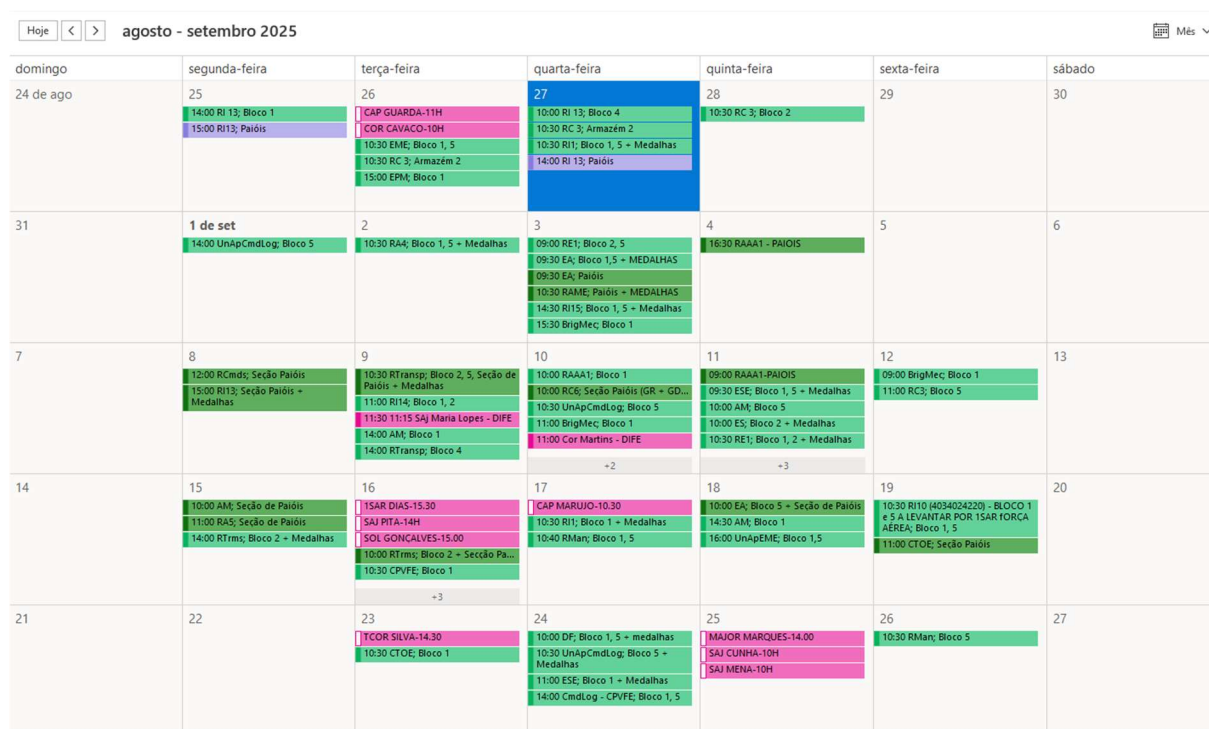 Hoje < > agosto - setembro 2025 Mês
domingo segunda-feira terça-feira quarta-feira quinta-feira sexta-feira sábado
24 de ago
25
14:00 RI 13; Bloco 1
15:00 RI13; Paióis
26
CAP GUARDA-11H
COR CAVACO-10H
10:30 EME; Bloco 1, 5
10:30 RC 3; Armazém 2
15:00 EPM; Bloco 1
27
10:00 RI 13; Bloco 4
10:30 RC 3; Armazém 2
10:30 RI1; Bloco 1, 5 + Medalhas
14:00 RI 13; Paióis
28
10:30 RC 3; Bloco 2
29
30
31
1 de set
14:00 UnApCmdLog; Bloco 5
2
10:30 RA4; Bloco 1, 5 + Medalhas
3
09:00 RE1; Bloco 2, 5
09:30 EA; Bloco 1,5 + MEDALHAS
09:30 EA; Paióis
10:30 RAME; Paióis + MEDALHAS
14:30 RI15; Bloco 1, 5 + Medalhas
15:30 BrigMec; Bloco 1
4
16:30 RAAA1 - PAIOIS
5
6
7
8
12:00 RCmds; Seção Paióis
15:00 RI13; Seção Paióis +
Medalhas
9
10:30 RTransp; Bloco 2, 5, Seção de
Paióis + Medalhas
11:00 RI14; Bloco 1, 2
11:30 11:15 SAj Maria Lopes - DIFE
14:00 AM; Bloco 1
14:00 RTransp; Bloco 4
10
10:00 RAAA1; Bloco 1
10:00 RC6; Seção Paióis (GR + GD...
10:30 UnApCmdLog; Bloco 5
11:00 BrigMec; Bloco 1
11:00 Cor Martins - DIFE
+2
11
09:00 RAAA1-PAIOIS
09:30 ESE; Bloco 1, 5 + Medalhas
10:00 AM; Bloco 5
10:00 ES; Bloco 2 + Medalhas
10:30 RE1; Bloco 1, 2 + Medalhas
+3
12
09:00 BrigMec; Bloco 1
11:00 RC3; Bloco 5
13
14
15
10:00 AM; Seção de Paióis
11:00 RA5; Seção de Paióis
14:00 RTrms; Bloco 2 + Medalhas
16
1SAR DIAS-15.30
SAJ PITA-14H
SOL GONÇALVES-15.00
10:00 RTrms; Bloco 2 + Secção Pa...
10:30 CPVFE; Bloco 1
+3
17
CAP MARUJO-10.30
10:30 RI1; Bloco 1 + Medalhas
10:40 RMan; Bloco 1, 5
18
10:00 EA; Bloco 5 + Seção de Paióis
14:30 AM; Bloco 1
16:00 UnApEME; Bloco 1,5
19
10:30 RI10 (4034024220) - BLOCO 1
e 5 A LEVANTAR POR 1SAR fORÇA
AÉREA; Bloco 1, 5
11:00 CTOE; Seção Paióis
20
21
22
23
TCOR SILVA-14.30
10:30 CTOE; Bloco 1
24
10:00 DF; Bloco 1, 5 + medalhas
10:30 UnApCmdLog; Bloco 5 +
Medalhas
11:00 ESE; Bloco 1 + Medalhas
14:00 CmdLog - CPVFE; Bloco 1, 5
25
MAJOR MARQUES-14.00
SAJ CUNHA-10H
SAJ MENA-10H
26
10:30 RMan; Bloco 5
27